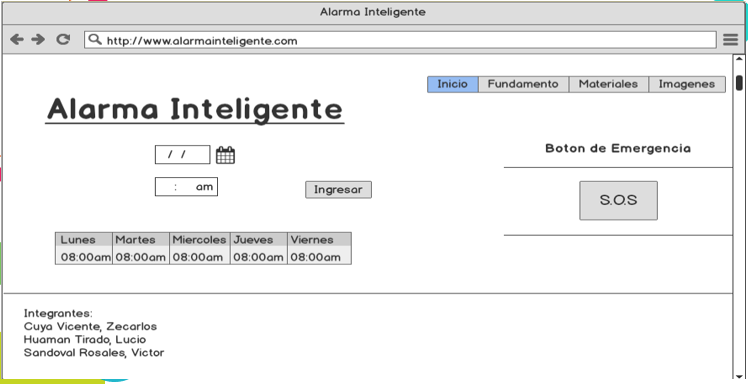 Alarma Inteligente
http://www.alarmainteligente.com
Inicio Fundamento Materiales Imagenes
Alarma Inteligente
/ /
: am
Ingresar
Boton de Emergencia
S.O.S
Lunes Martes Miercoles Jueves Viernes
08:00am 08:00am 08:00am 08:00am 08:00am
Integrantes:
Cuya Vicente, Zecarlos
Huaman Tirado, Lucio
Sandoval Rosales, Victor